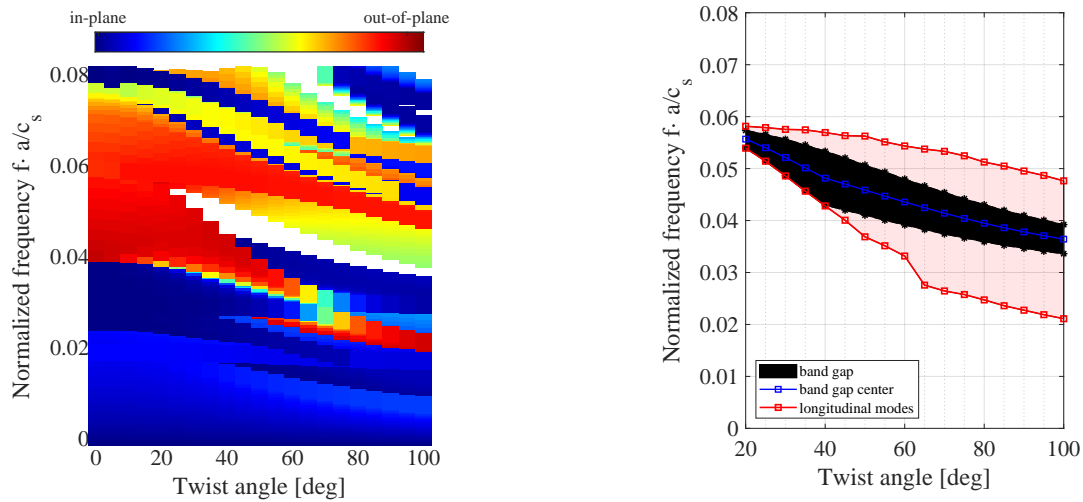 in-plane out-of-plane
0.08
0.06
0.04
0.02
0
0 20 40 60 80 100
Twist angle [deg]
Normalized frequency f· a/cs
0.08
0.07
0.06
0.05
0.04
0.03
0.02
0.01
0
20 40 60 80 100
Twist angle [deg]
Normalized frequency f· a/cs
band gap
band gap center
longitudinal modes